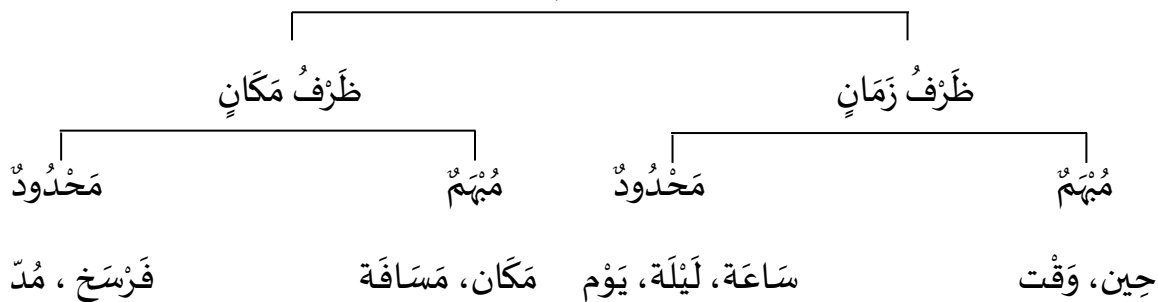 ظَرْفُ زَمَانٍ ظَرْفُ مَكَانٍ
مُبْهَمٌ مَحْدُودٌ مُبْهَمٌ مَحْدُودٌ
حِين، وَقْت سَاعَة، لَيْلَة، يَوْم مَكَان، مَسَافَة فَرْسَخ ، مُدّ